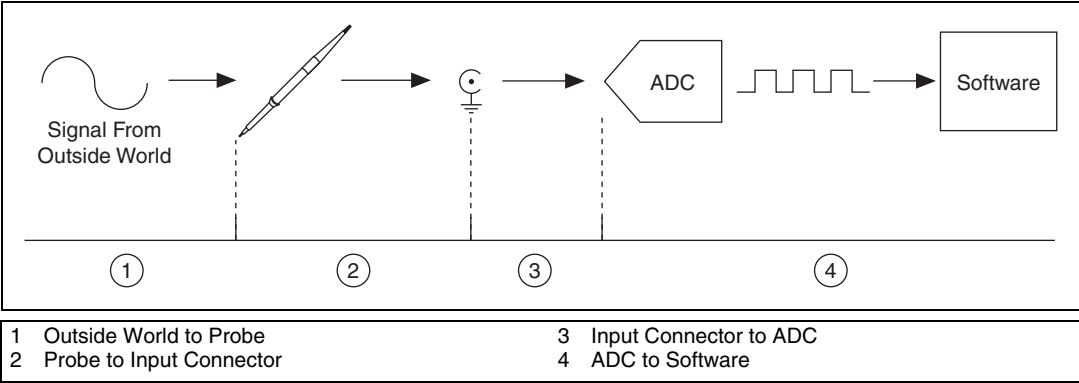 Signal From
Outside World
ADC
Software
1
2
3
4
1 Outside World to Probe
2 Probe to Input Connector
3 Input Connector to ADC
4 ADC to Software